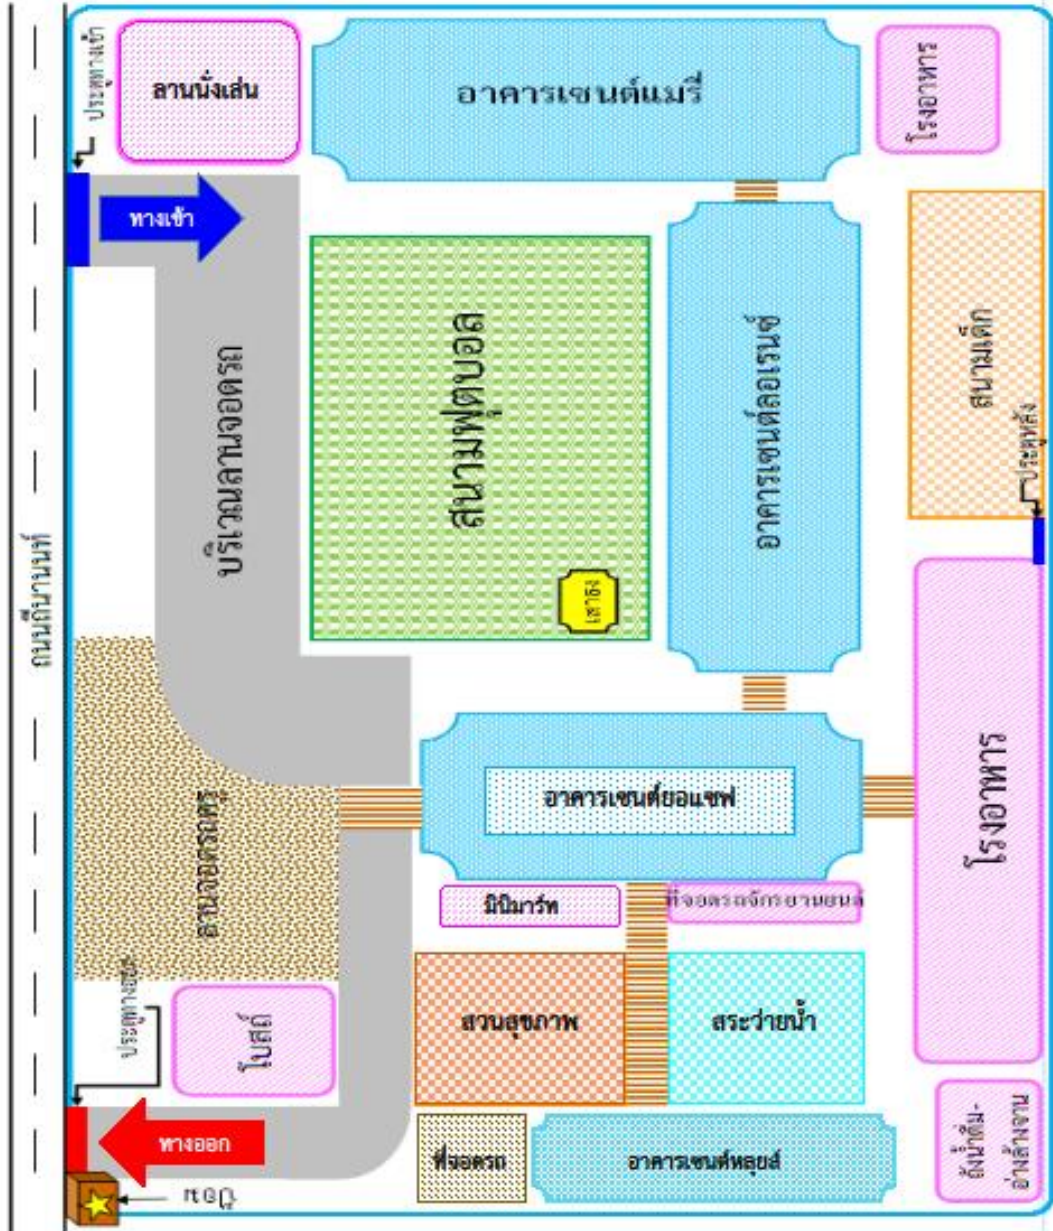 ประตูทางเข้า
ลานนั่งเล่น
อาคารเซนต์แมรี่
โรงอาหาร
ทางเข้า
บริเวณลานจอดรถ
สนามฟุตบอล
เสาธง
อาคารเซนต์ลอเรนซ์
สนามเด็ก
ประตูหลัง
ถนนถีนานนท์
ลานจอดรถครู
อาคารเซนต์ยอแซฟ
โรงอาหาร
มินิมาร์ท
ที่จอดรถจักรยานยนต์
ประตูทางออก
โบสถ์
สวนสุขภาพ
สระว่ายน้ำ
ทางออก
ที่จอดรถ
อาคารเซนต์หลุยส์
ถังน้ำดื่ม-
อ่างล้างจาน